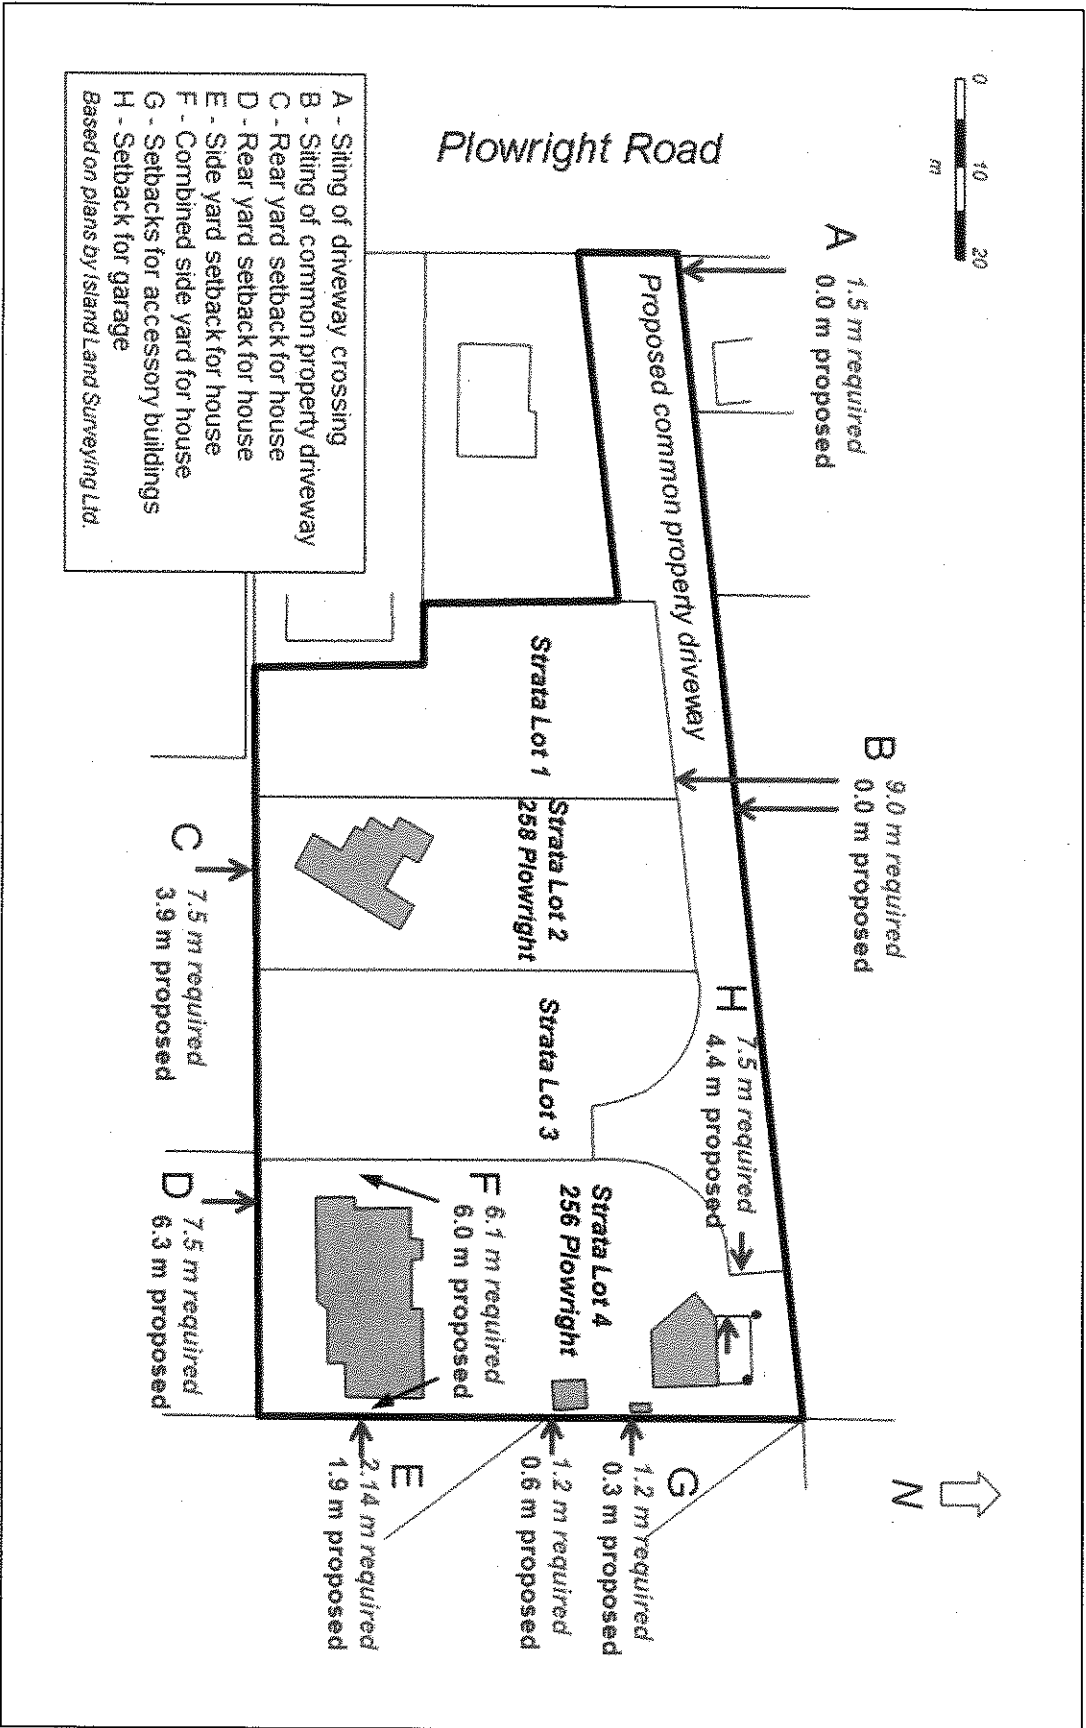 0 10 20
m
Plowright Road
A 1.5 m required
0.0 m proposed
Proposed common property driveway
B 9.0 m required
0.0 m proposed
H 7.5 m required
4.4 m proposed
N
Strata Lot 1
Strata Lot 2
258 Plowright
Strata Lot 3
Strata Lot 4
256 Plowright
F 6.1 m required
6.0 m proposed
G 1.2 m required
0.3 m proposed
1.2 m required
0.6 m proposed
E 2.14 m required
1.9 m proposed
C 7.5 m required
3.9 m proposed
D 7.5 m required
6.3 m proposed
A - Siting of driveway crossing
B - Siting of common property driveway
C - Rear yard setback for house
D - Rear yard setback for house
E - Side yard setback for house
F - Combined side yard for house
G - Setbacks for accessory buildings
H - Setback for garage
Based on plans by Island Land Surveying Ltd.